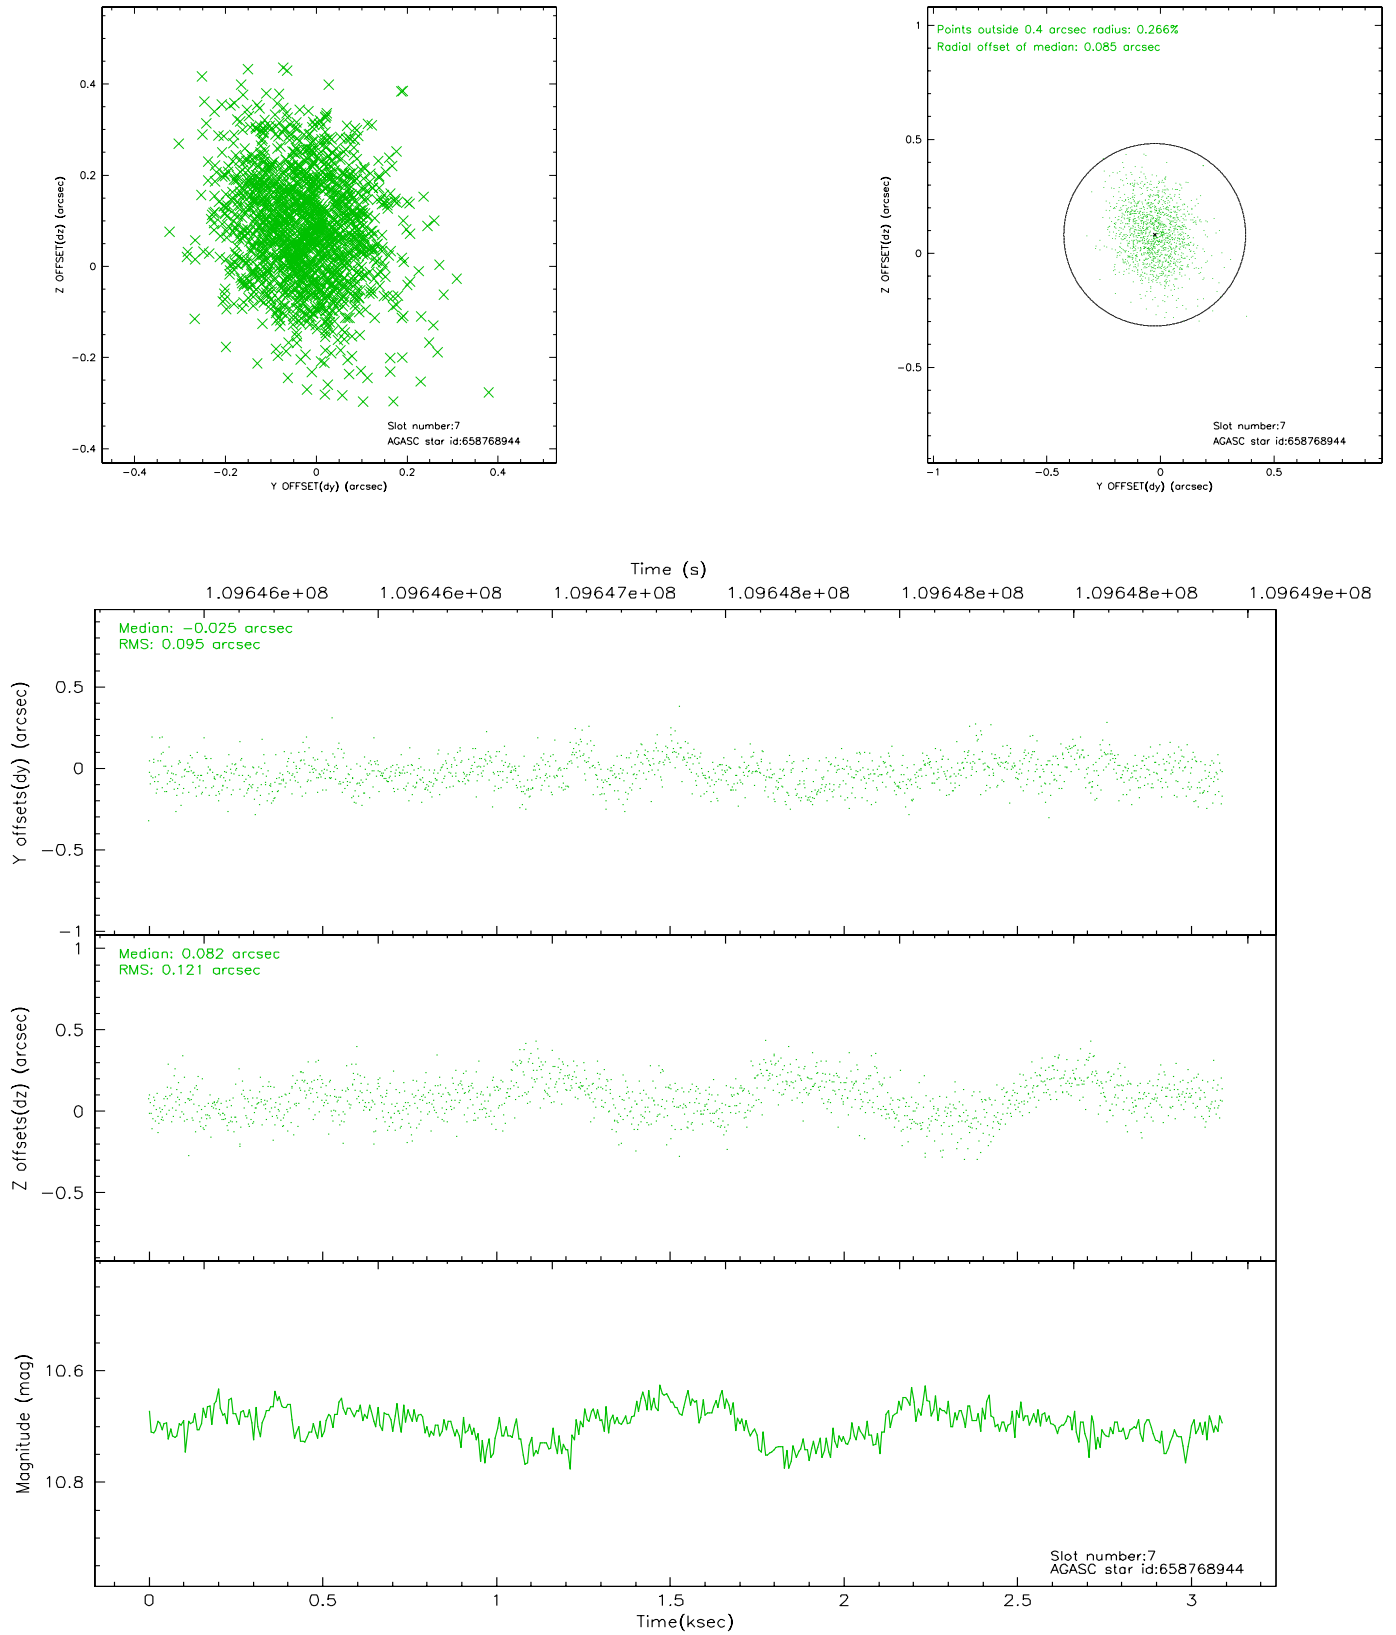 0.4
0.2
0
−0.2
−0.4
Z OFFSET(dz) (arcsec)
Slot number:7
AGASC star id:658768944
−0.4 −0.2 0 0.2 0.4
Y OFFSET(dy) (arcsec)
Points outside 0.4 arcsec radius: 0.266%
Radial offset of median: 0.085 arcsec
1
0.5
0
−0.5
Z OFFSET(dz) (arcsec)
Slot number:7
AGASC star id:658768944
−1 −0.5 0 0.5
Y OFFSET(dy) (arcsec)
Time (s)
1.09646e+08 1.09646e+08 1.09647e+08 1.09648e+08 1.09648e+08 1.09648e+08 1.09649e+08
Median: −0.025 arcsec
RMS: 0.095 arcsec
0.5
0
−0.5
−1
Y offsets(dy) (arcsec)
Median: 0.082 arcsec
RMS: 0.121 arcsec
1
0.5
0
−0.5
Z offsets(dz) (arcsec)
10.6
10.8
Magnitude (mag)
Slot number:7
AGASC star id:658768944
0 0.5 1 1.5 2 2.5 3
Time(ksec)